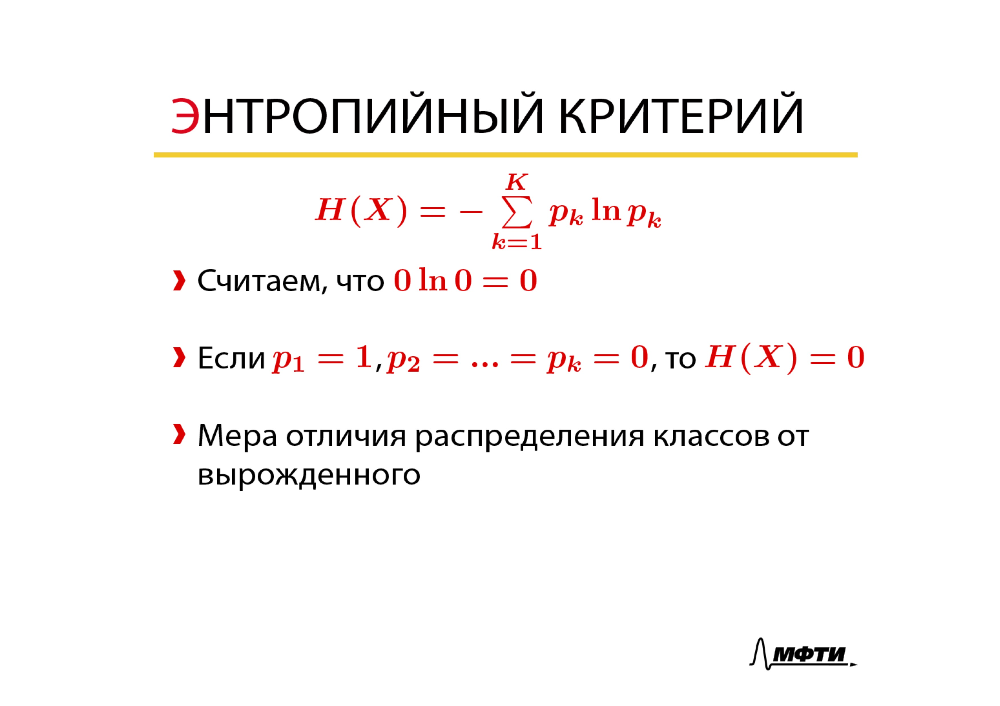 ЭНТРОПИЙНЫЙ КРИТЕРИЙ
H(X) = − ∑_{k=1}^{K} p_k ln p_k
Считаем, что 0 ln 0 = 0
Если p_1 = 1, p_2 = ... = p_k = 0, то H(X) = 0
Мера отличия распределения классов от
вырожденного
МФТИ